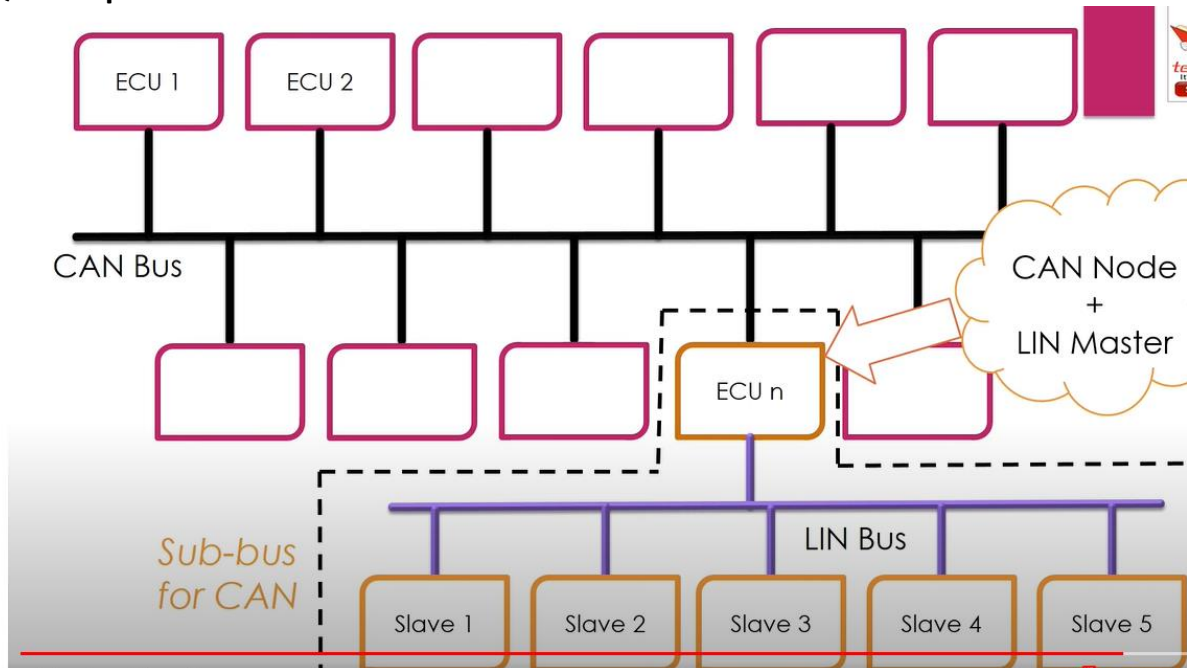 ECU 1
ECU 2
CAN Bus
CAN Node
+
LIN Master
ECU n
LIN Bus
Sub-bus
for CAN
Slave 1
Slave 2
Slave 3
Slave 4
Slave 5